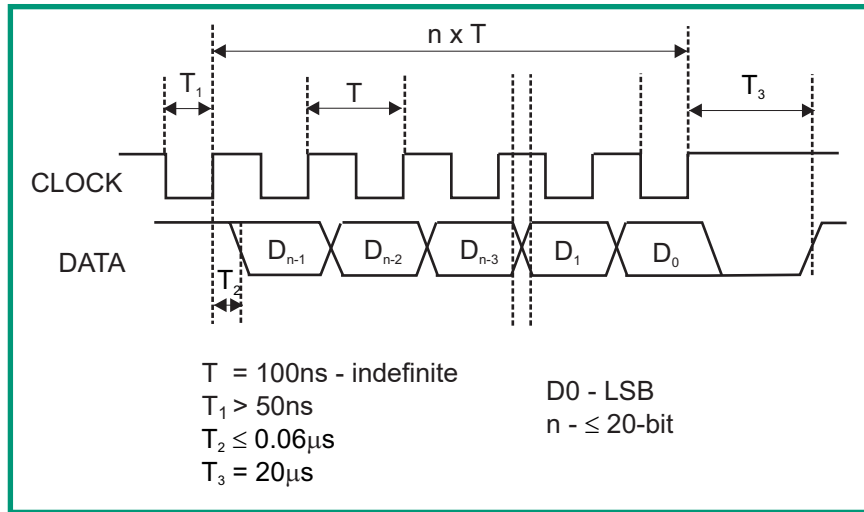 n x T
T₁
T
T₃
CLOCK
DATA
Dₙ₋₁
Dₙ₋₂
Dₙ₋₃
D₁
D₀
T₂
T = 100ns - indefinite
T₁ > 50ns
T₂ ≤ 0.06μs
T₃ = 20μs
D0 - LSB
n - ≤ 20-bit